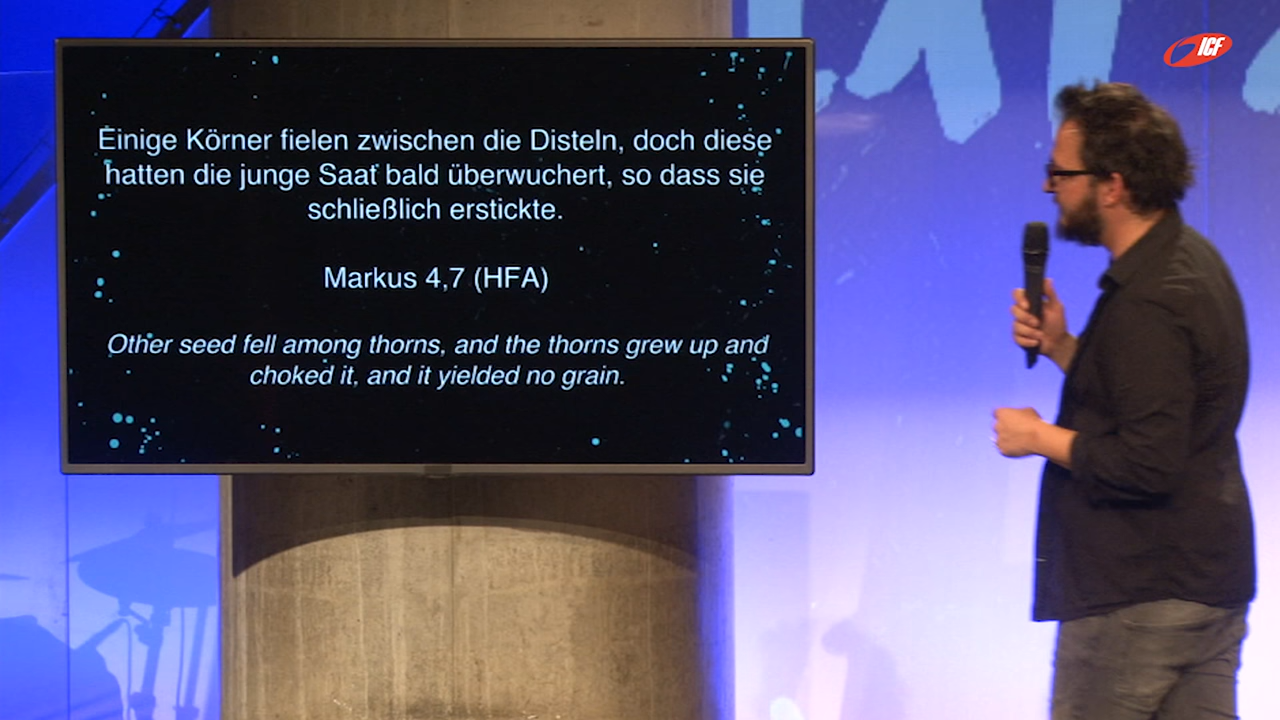 ICF
Einige Körner fielen zwischen die Disteln, doch diese
hatten die junge Saat bald überwuchert, so dass sie
schließlich erstickte.
Markus 4,7 (HFA)
Other seed fell among thorns, and the thorns grew up and
choked it, and it yielded no grain.